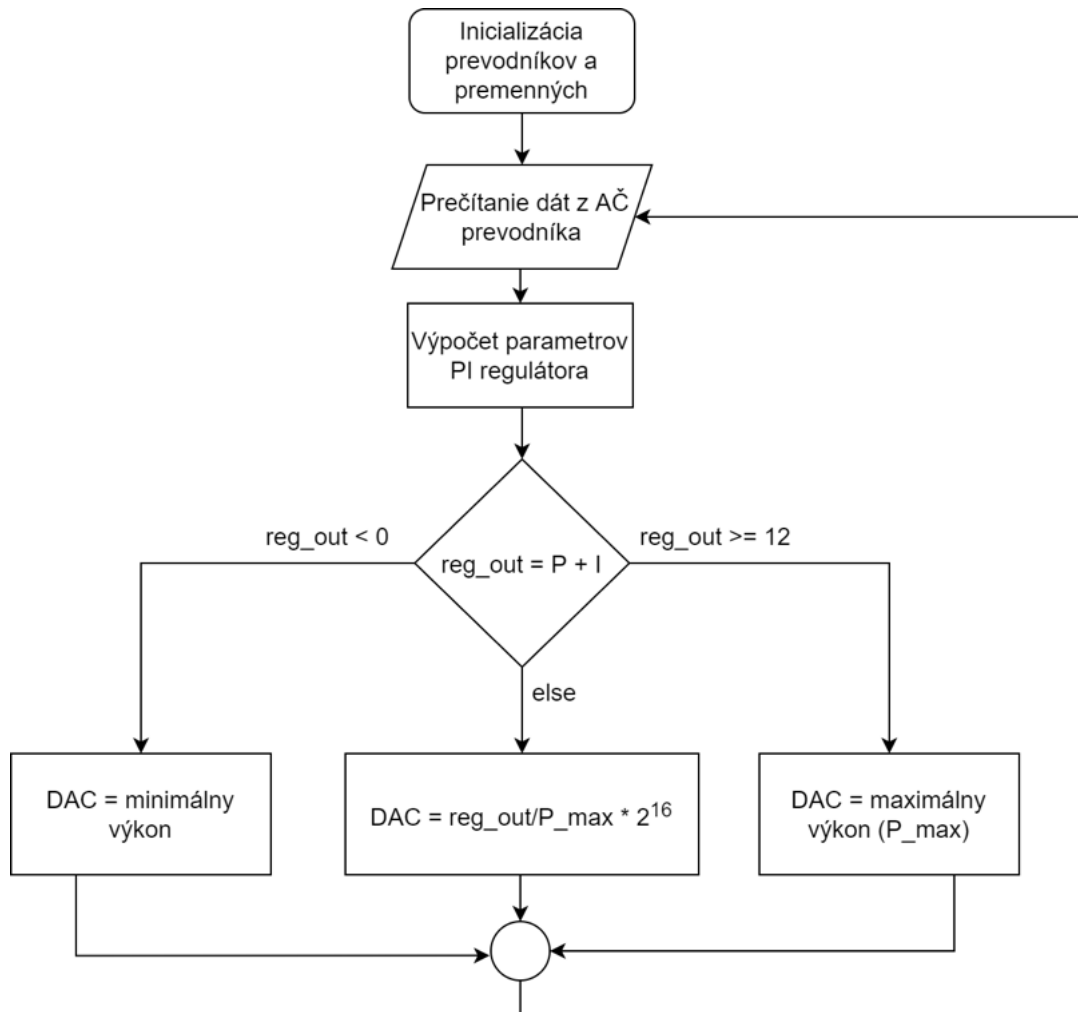 Inicializácia
prevodníkov a
premenných
Prečítanie dát z AČ
prevodníka
Výpočet parametrov
PI regulátora
reg_out < 0
reg_out >= 12
reg_out = P + I
else
DAC = minimálny
výkon
DAC = reg_out/P_max * 2^16
DAC = maximálny
výkon (P_max)